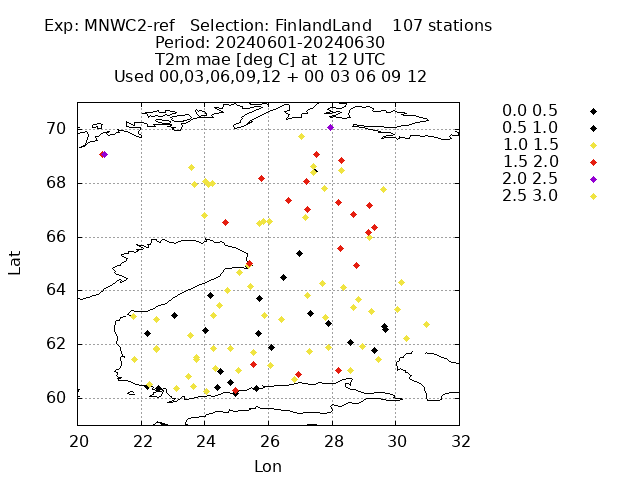 Exp: MNWC2-ref   Selection: FinlandLand    107 stations
Period: 20240601-20240630
T2m mae [deg C] at  12 UTC
Used 00,03,06,09,12 + 00 03 06 09 12
0.0 0.5
0.5 1.0
1.0 1.5
1.5 2.0
2.0 2.5
2.5 3.0
70
68
66
64
62
60
Lat
20 22 24 26 28 30 32
Lon